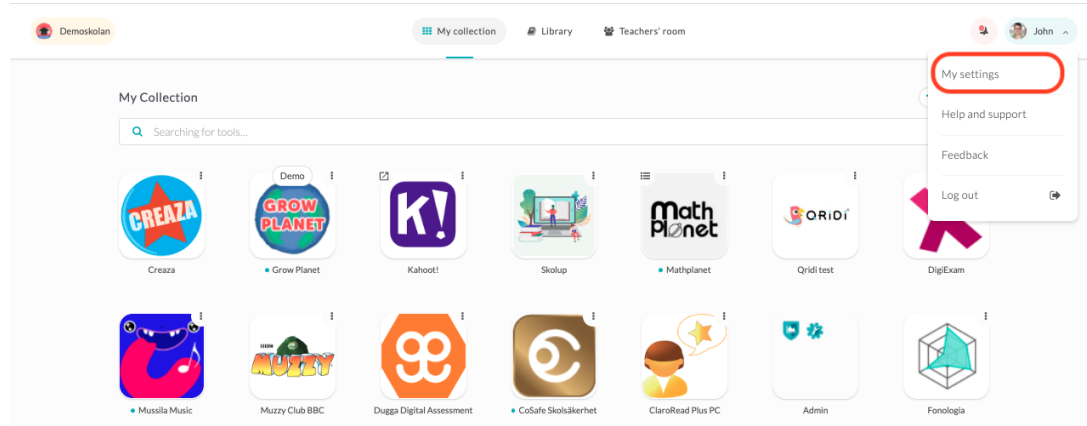 Demoskolan
My collection
Library
Teachers' room
John
My settings
Help and support
Feedback
Log out
My Collection
Searching for tools...
CREAZA
Demo
GROW
PLANET
K!
Math
Planet
QRIDI
Creaza
Grow Planet
Kahoot!
Skolup
Mathplanet
Qridi test
DigiExam
MUZZY
Mussila Music
Muzzy Club BBC
Dugga Digital Assessment
CoSafe Skolsäkerhet
ClaroRead Plus PC
Admin
Fonologia